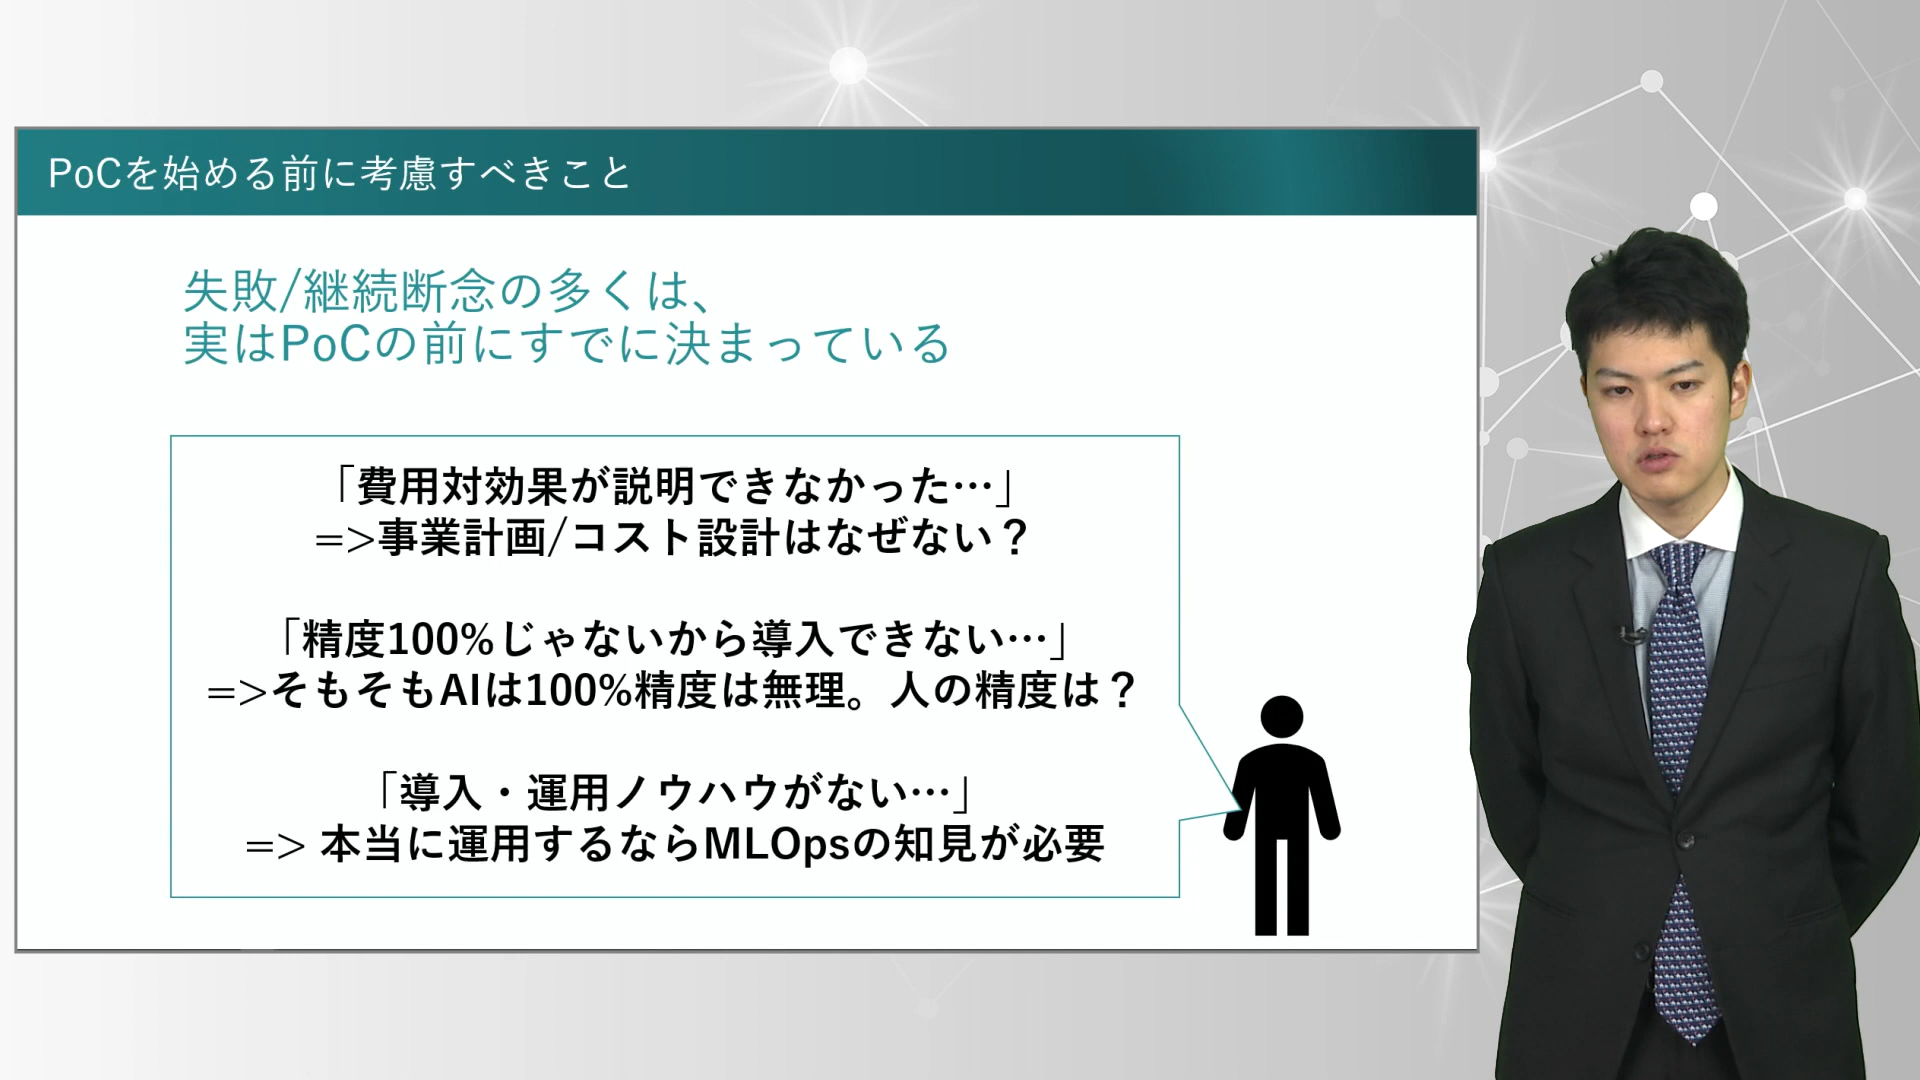 PoCを始める前に考慮すべきこと
失敗/継続断念の多くは、
実はPoCの前にすでに決まっている
「費用対効果が説明できなかった…」
=>事業計画/コスト設計はなぜない？
「精度100%じゃないから導入できない…」
=>そもそもAIは100%精度は無理。人の精度は？
「導入・運用ノウハウがない…」
=> 本当に運用するならMLOpsの知見が必要